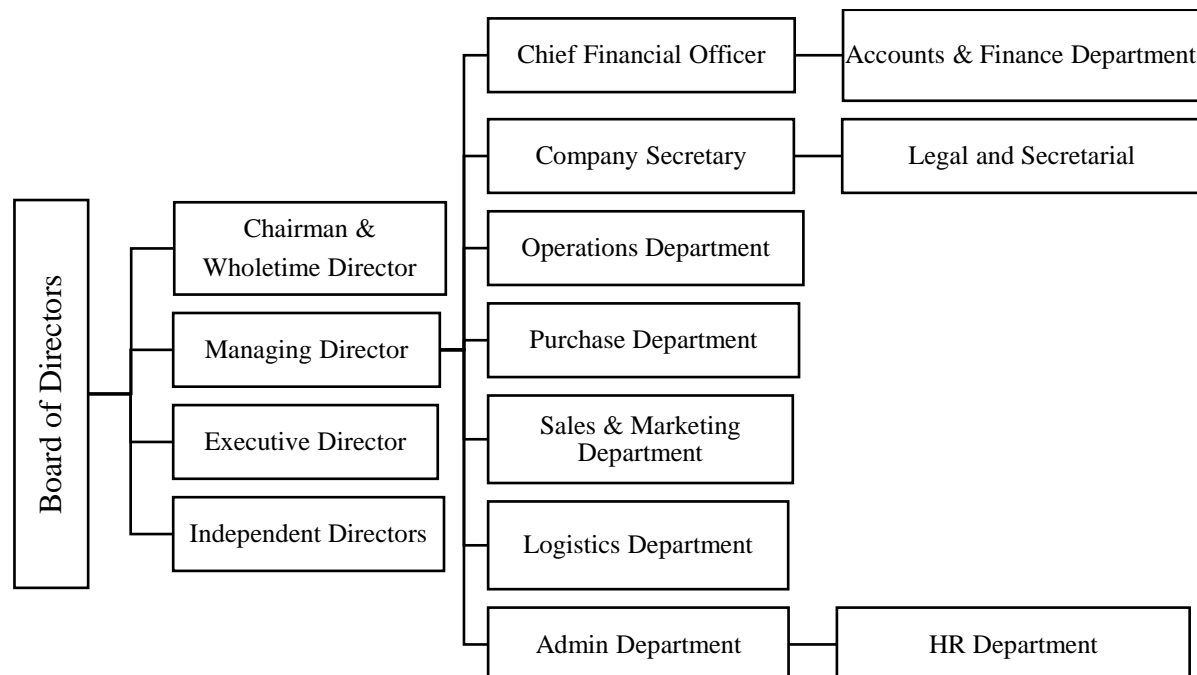 Board of Directors
Chairman &
Wholetime Director
Managing Director
Executive Director
Independent Directors
Chief Financial Officer
Accounts & Finance Department
Company Secretary
Legal and Secretarial
Operations Department
Purchase Department
Sales & Marketing
Department
Logistics Department
Admin Department
HR Department